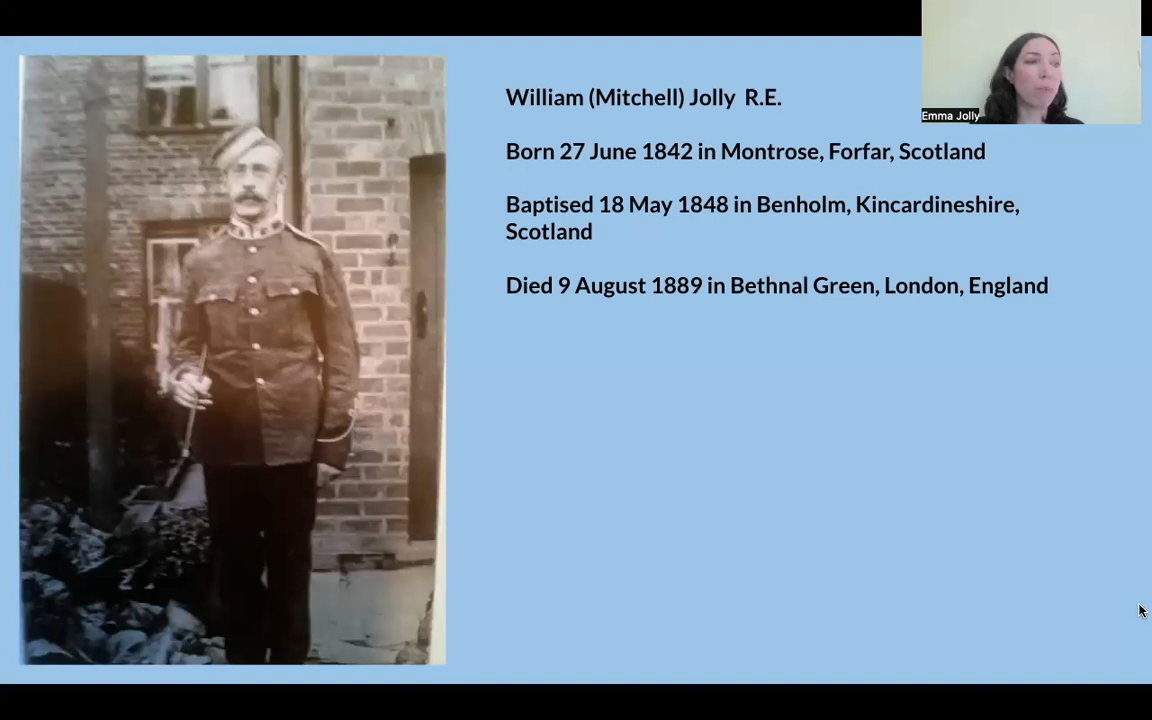 William (Mitchell) Jolly R.E.
Emma Jolly
Born 27 June 1842 in Montrose, Forfar, Scotland
Baptised 18 May 1848 in Benholm, Kincardineshire,
Scotland
Died 9 August 1889 in Bethnal Green, London, England